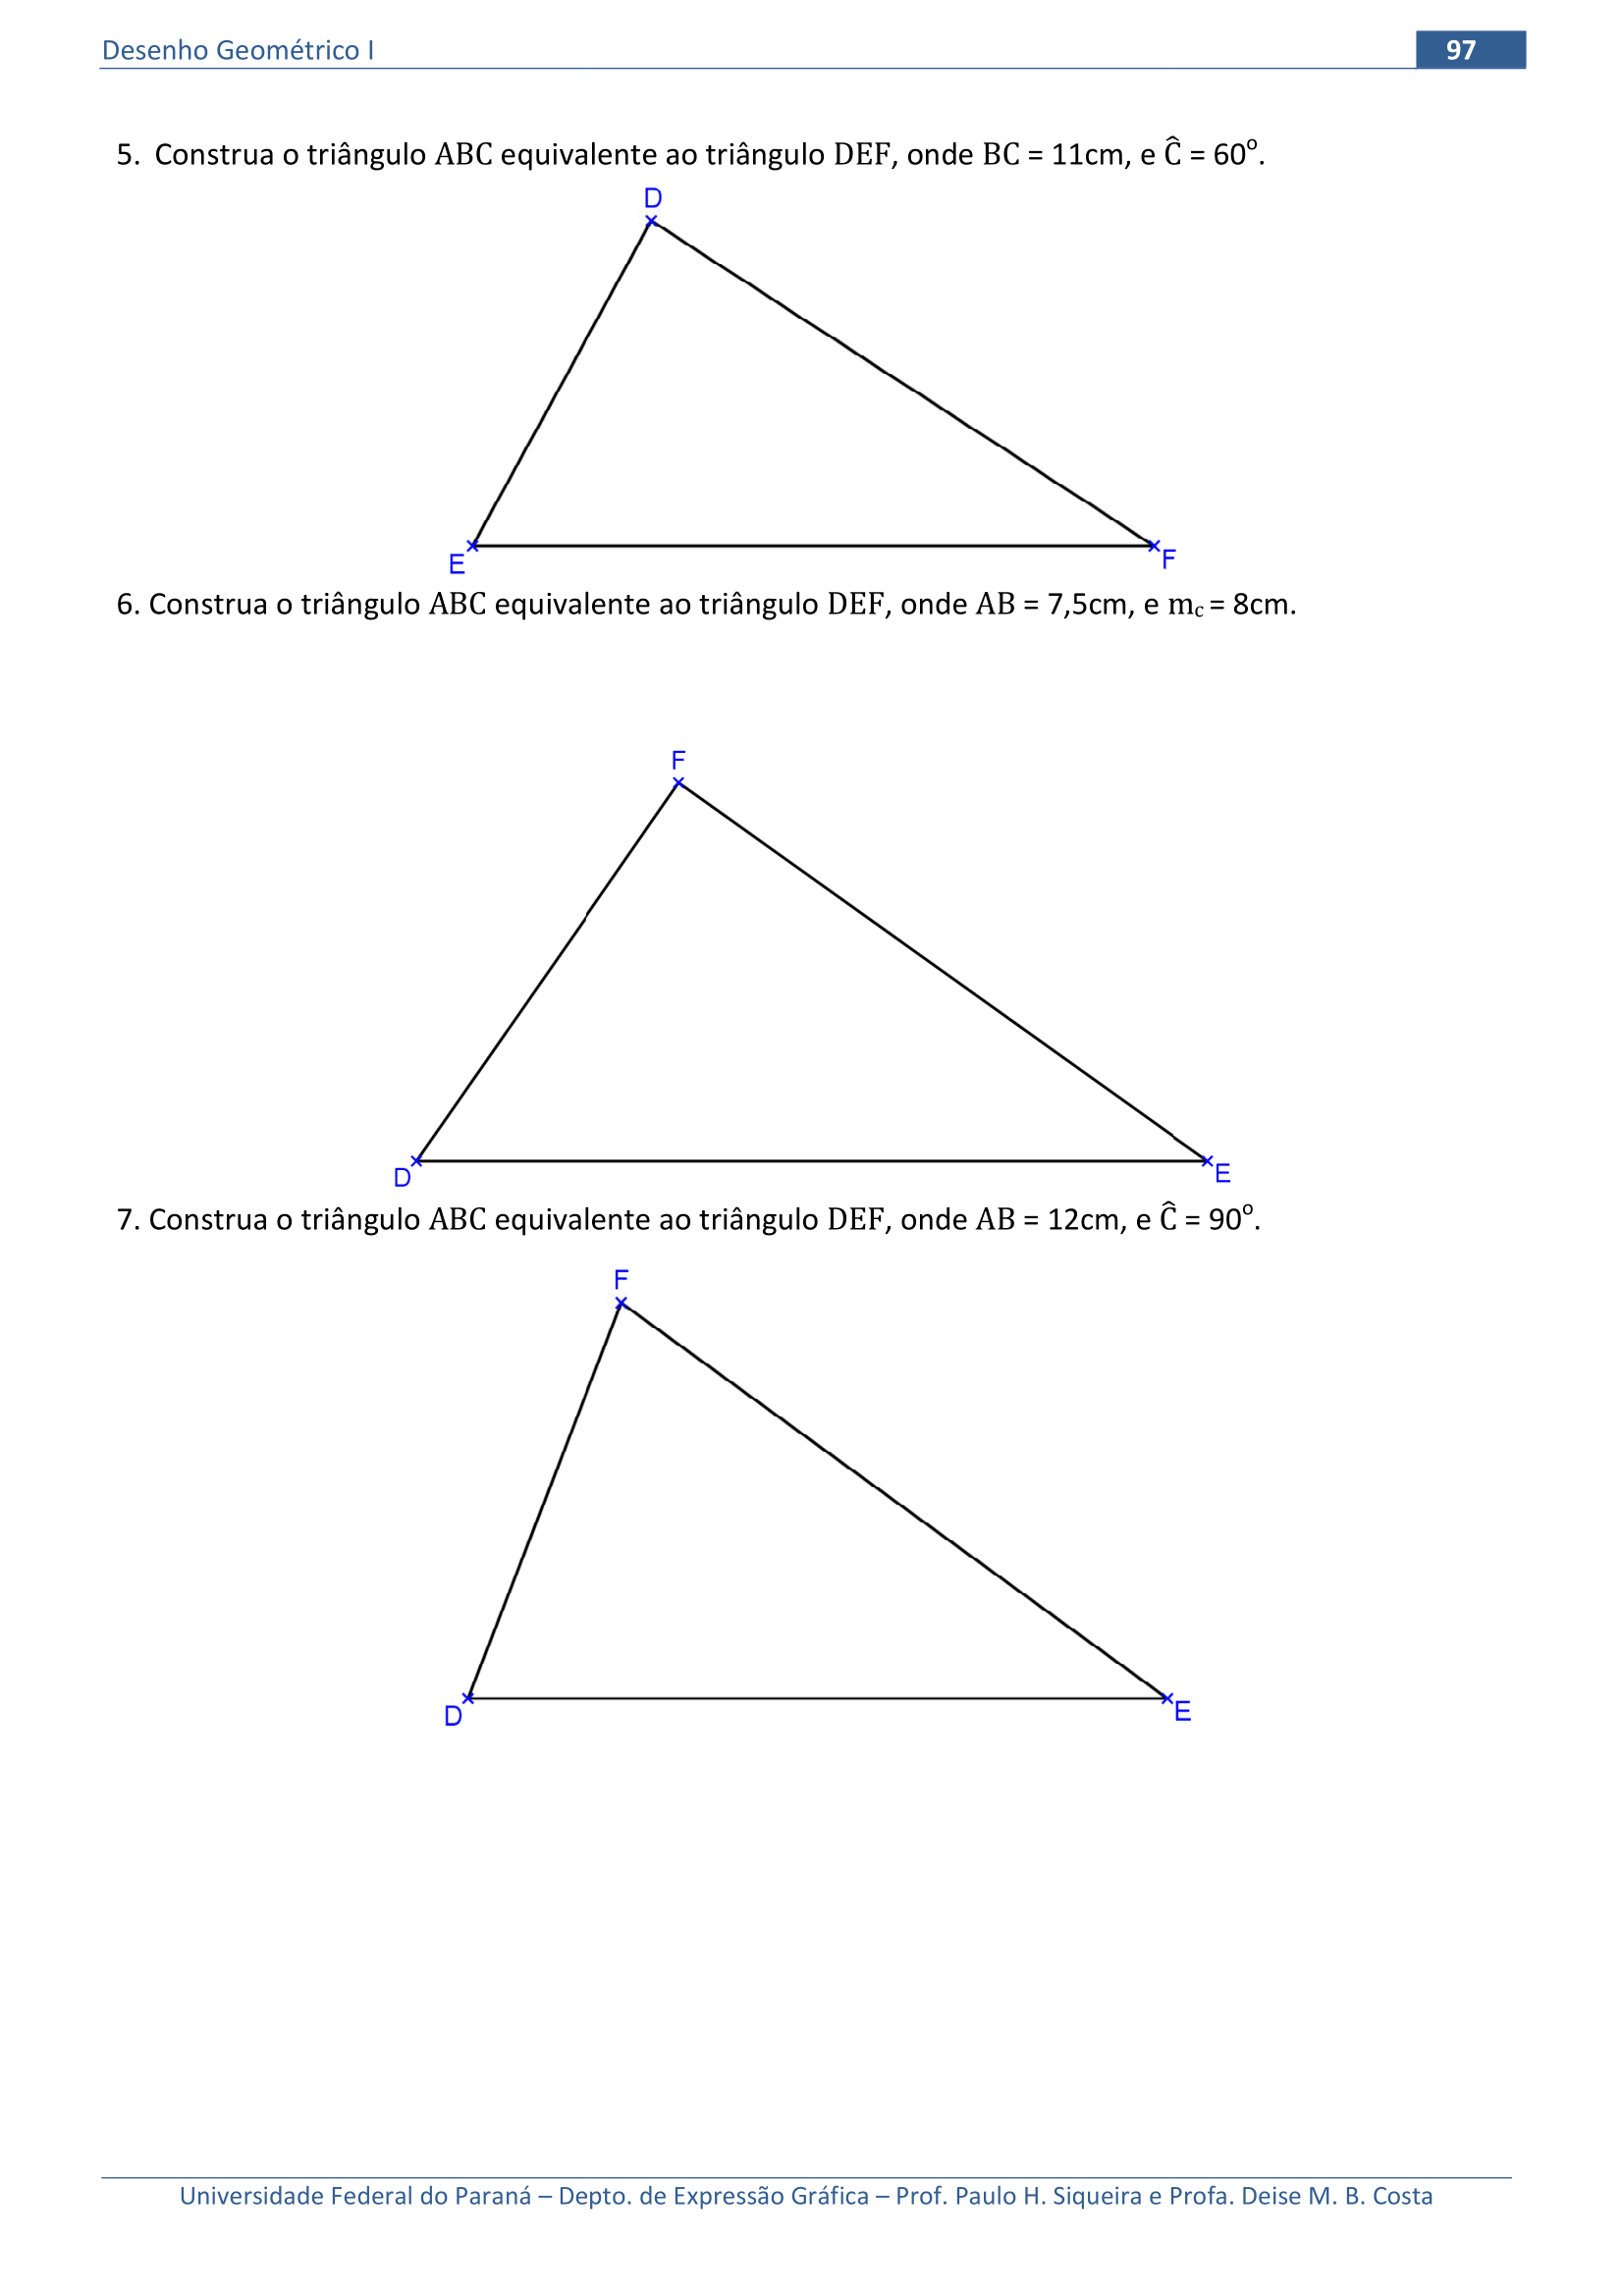 Desenho Geométrico I 97
5. Construa o triângulo ABC equivalente ao triângulo DEF, onde BC = 11cm, e Ĉ = 60º.
D
E
F
6. Construa o triângulo ABC equivalente ao triângulo DEF, onde AB = 7,5cm, e mc = 8cm.
F
D
E
7. Construa o triângulo ABC equivalente ao triângulo DEF, onde AB = 12cm, e Ĉ = 90º.
F
D
E
Universidade Federal do Paraná – Depto. de Expressão Gráfica – Prof. Paulo H. Siqueira e Profa. Deise M. B. Costa